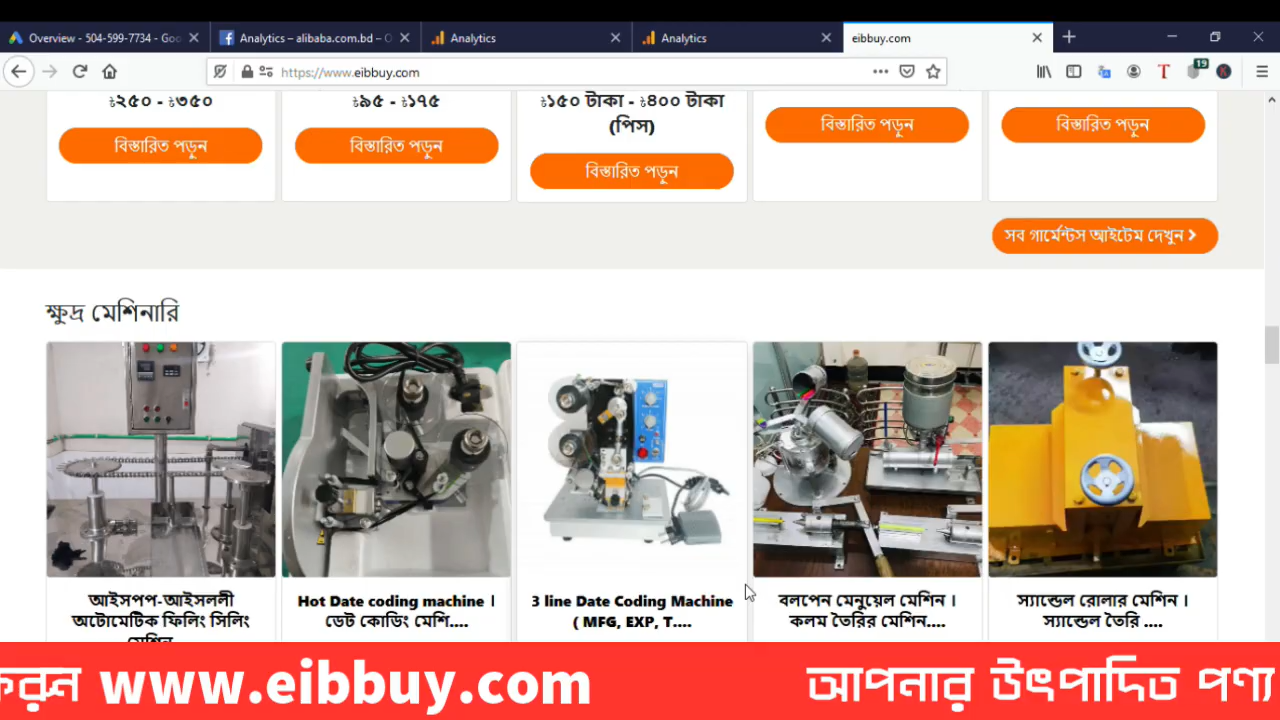 Overview - 504-599-7734 - Goo
Analytics – alibaba.com.bd – O
Analytics
Analytics
eibbuy.com
https://www.eibbuy.com
19
৳২৫০ - ৳৩৫০
৳৯৫ - ৳১৭৫
৳১৫০ টাকা - ৳৪০০ টাকা
(পিস)
বিস্তারিত পড়ুন
বিস্তারিত পড়ুন
বিস্তারিত পড়ুন
বিস্তারিত পড়ুন
বিস্তারিত পড়ুন
সব গার্মেন্টস আইটেম দেখুন
ক্ষুদ্র মেশিনারি
আইসপপ-আইসললী
অটোমেটিক ফিলিং সিলিং
মেশিন
Hot Date coding machine ।
ডেট কোডিং মেশি....
3 line Date Coding Machine
( MFG, EXP, T....
বলপেন মেনুয়েল মেশিন ।
কলম তৈরির মেশিন....
স্যান্ডেল রোলার মেশিন ।
স্যান্ডেল তৈরি ....
করুন www.eibbuy.com আপনার উৎপাদিত পণ্য